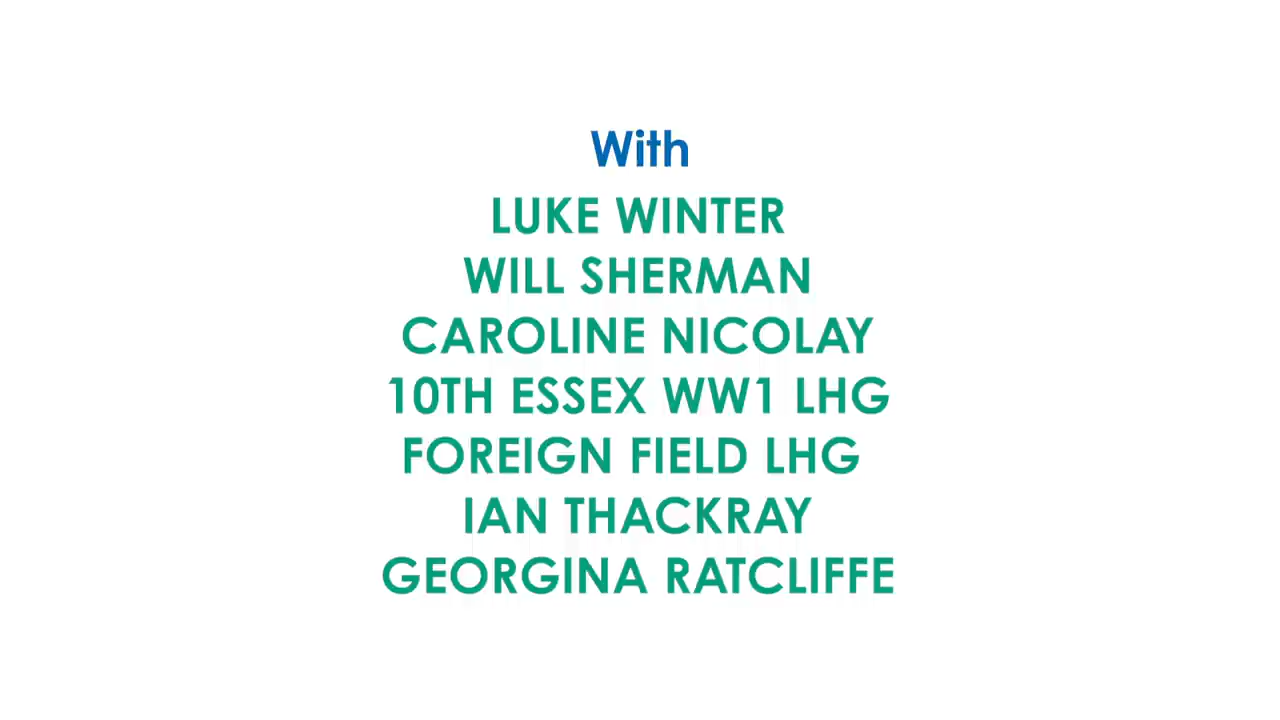 With
LUKE WINTER
WILL SHERMAN
CAROLINE NICOLAY
10TH ESSEX WW1 LHG
FOREIGN FIELD LHG
IAN THACKRAY
GEORGINA RATCLIFFE